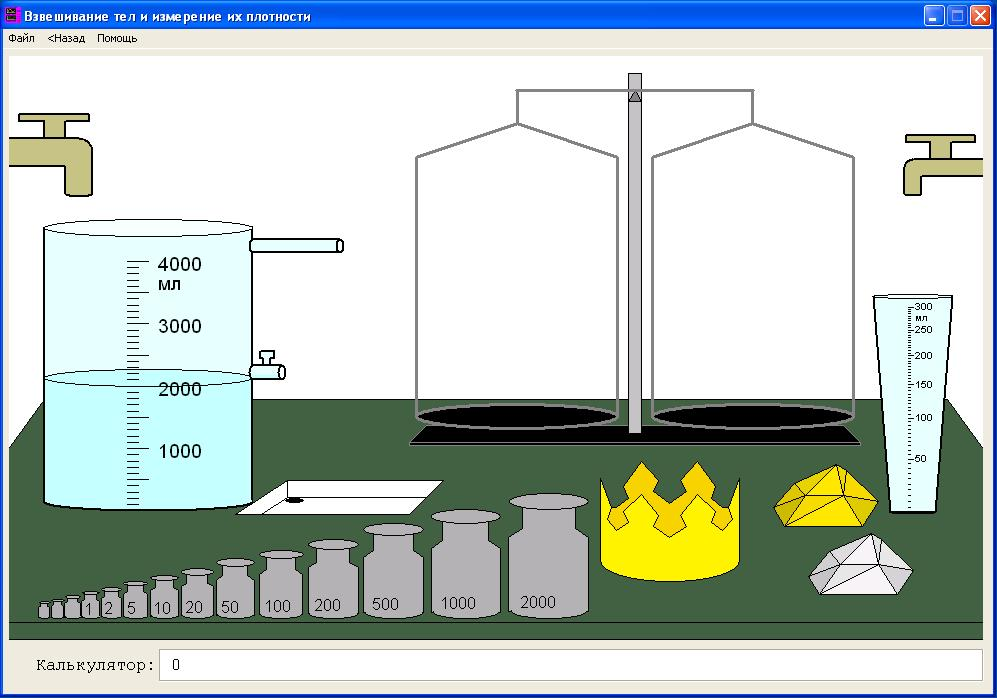 Взвешивание тел и измерение их плотности
Файл <Назад Помощь
4000
мл
3000
2000
1000
300
мл
250
200
150
100
50
1 2 5 10 20 50 100 200 500 1000 2000
Калькулятор: 0